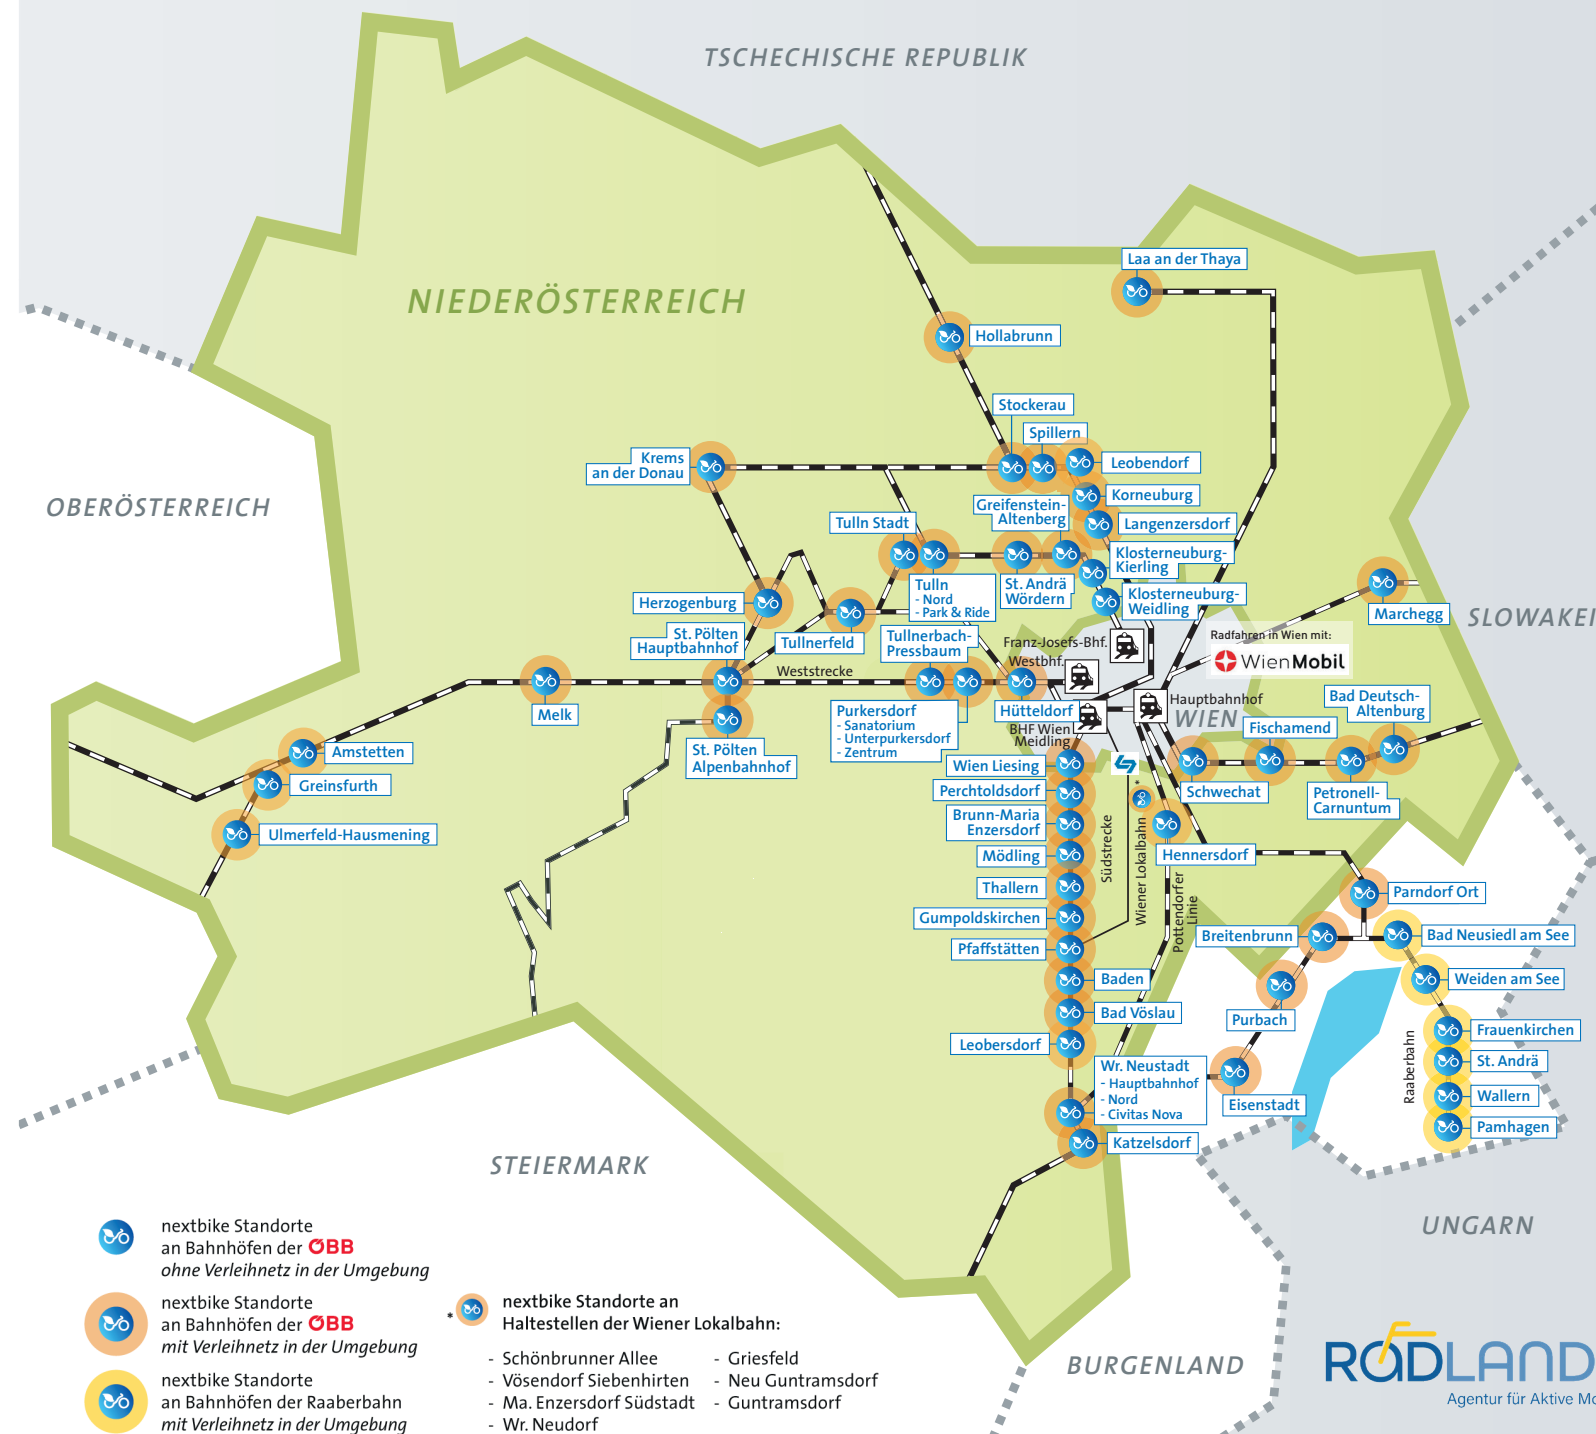 TSCHECHISCHE REPUBLIK
Laa an der Thaya
NIEDERÖSTERREICH
Hollabrunn
Stockerau
Spillern
Krems
an der Donau
Leobendorf
OBERÖSTERREICH
Korneuburg
Greifenstein-
Altenberg
Tulln Stadt
Langenzersdorf
Klosterneuburg-
Kierling
Tulln
- Nord
- Park & Ride
St. Andrä
Wördern
Klosterneuburg-
Weidling
Herzogenburg
Marchegg
SLOWAKEI
St. Pölten
Hauptbahnhof
Tullnerfeld
Tullnerbach-
Pressbaum
Franz-Josefs-Bhf.
Radfahren in Wien mit:
WienMobil
Westbhf.
Weststrecke
Hauptbahnhof
Bad Deutsch-
Altenburg
Melk
Purkersdorf
- Sanatorium
- Unterpurkersdorf
- Zentrum
Hütteldorf
WIEN
BHF Wien
Meidling
Fischamend
St. Pölten
Alpenbahnhof
Amstetten
Greinsfurth
Wien Liesing
Schwechat
Petronell-
Carnuntum
Perchtoldsdorf
*
Brunn-Maria
Enzersdorf
Ulmerfeld-Hausmening
Mödling
Südstrecke
Wiener Lokalbahn
Hennersdorf
Thallern
Pottendorfer
Linie
Parndorf Ort
Gumpoldskirchen
Breitenbrunn
Bad Neusiedl am See
Pfaffstätten
Baden
Weiden am See
Bad Vöslau
Purbach
Frauenkirchen
Leobersdorf
Raaberbahn
St. Andrä
Wr. Neustadt
- Hauptbahnhof
- Nord
- Civitas Nova
Wallern
Eisenstadt
Pamhagen
Katzelsdorf
STEIERMARK
UNGARN
BURGENLAND
nextbike Standorte
an Bahnhöfen der ÖBB
ohne Verleihnetz in der Umgebung
nextbike Standorte
an Bahnhöfen der ÖBB
mit Verleihnetz in der Umgebung
nextbike Standorte
an Bahnhöfen der Raaberbahn
mit Verleihnetz in der Umgebung
* nextbike Standorte an
Haltestellen der Wiener Lokalbahn:
- Schönbrunner Allee
- Vösendorf Siebenhirten
- Ma. Enzersdorf Südstadt
- Wr. Neudorf
- Griesfeld
- Neu Guntramsdorf
- Guntramsdorf
RADLAND
Agentur für Aktive Mo